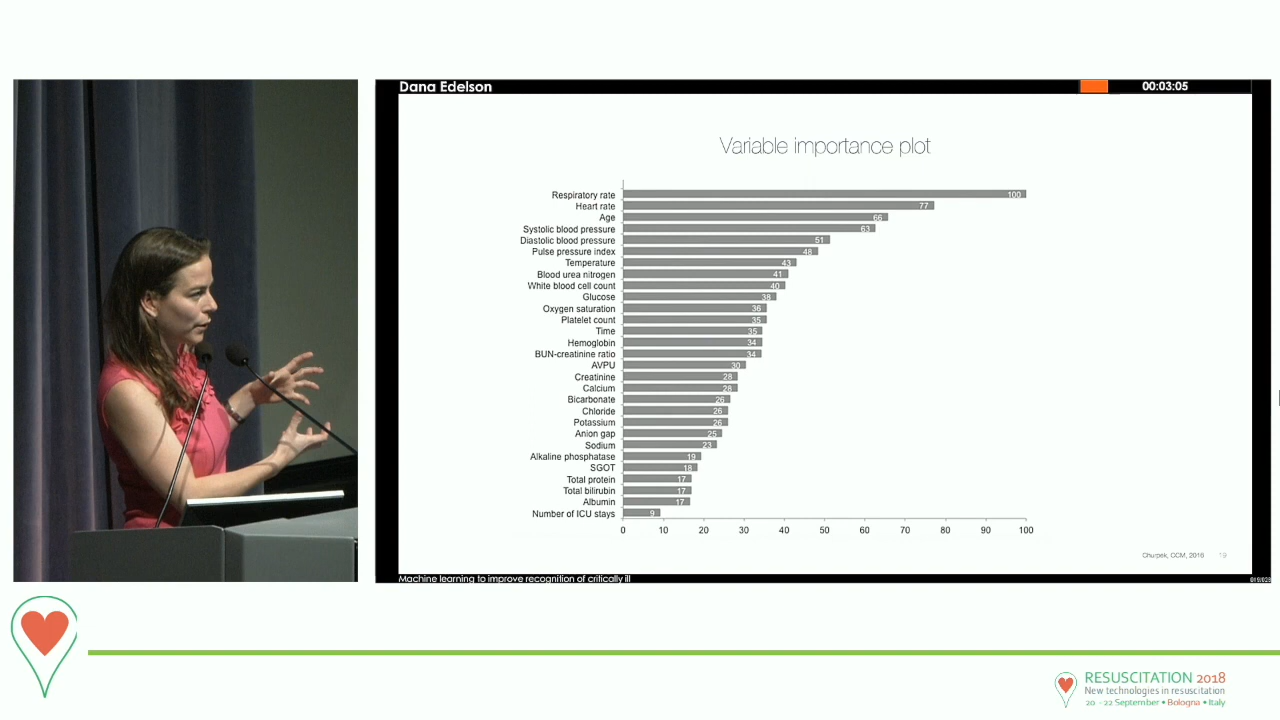 Dana Edelson
00:03:05
Variable importance plot
Respiratory rate 100
Heart rate 77
Age 66
Systolic blood pressure 63
Diastolic blood pressure 51
Pulse pressure index 48
Temperature 43
Blood urea nitrogen 41
White blood cell count 40
Glucose 38
Oxygen saturation 36
Platelet count 35
Time 35
Hemoglobin 34
BUN-creatinine ratio 34
AVPU 30
Creatinine 28
Calcium 28
Bicarbonate 26
Chloride 26
Potassium 26
Anion gap 25
Sodium 23
Alkaline phosphatase 19
SGOT 18
Total protein 17
Total bilirubin 17
Albumin 17
Number of ICU stays 9
0 10 20 30 40 50 60 70 80 90 100
Churpek, CCM, 2016 19
Machine learning to improve recognition of critically ill
RESUSCITATION 2018
New technologies in resuscitation
20 - 22 September • Bologna • Italy